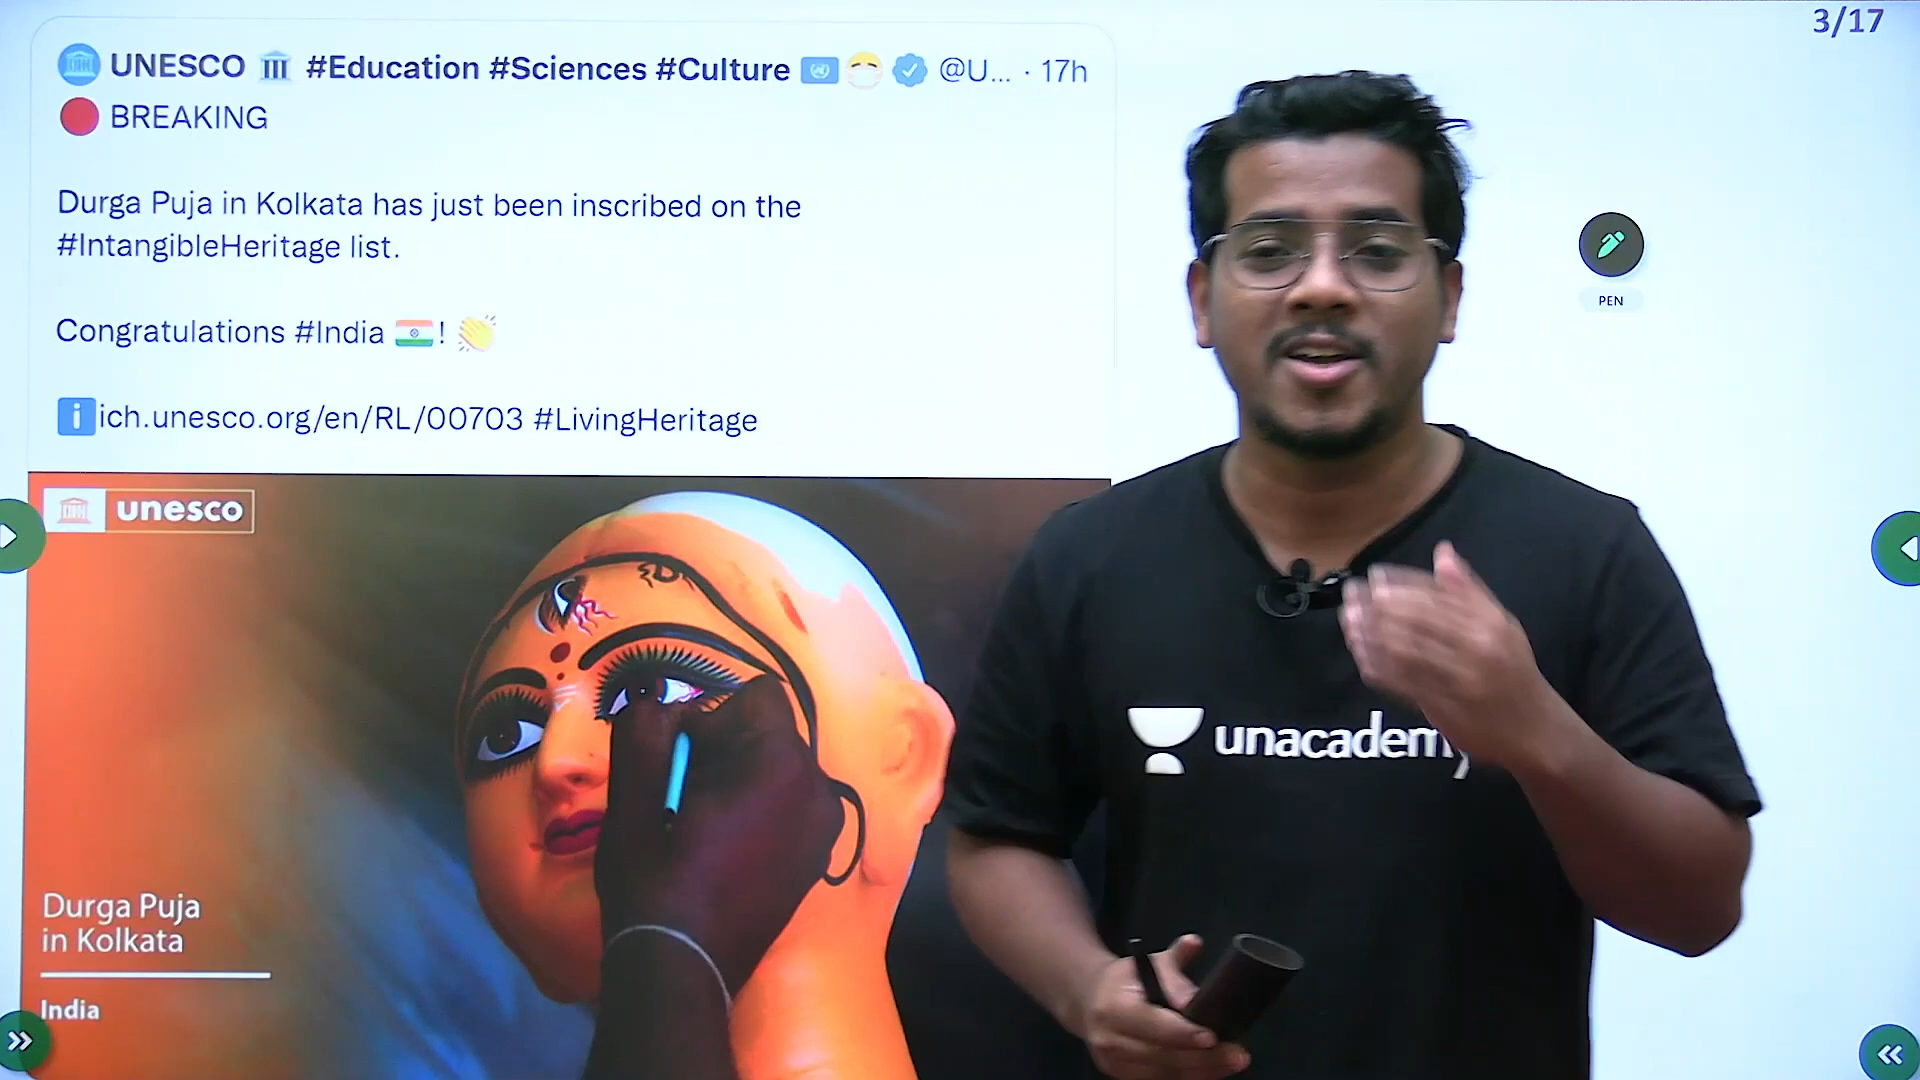 3/17
UNESCO 🏛 #Education #Sciences #Culture 🇺🇳 😷 @U... · 17h
🔴 BREAKING
Durga Puja in Kolkata has just been inscribed on the
#IntangibleHeritage list.
Congratulations #India 🇮🇳! 👏
ℹ️ich.unesco.org/en/RL/00703 #LivingHeritage
PEN
unesco
unacademy
Durga Puja
in Kolkata
India